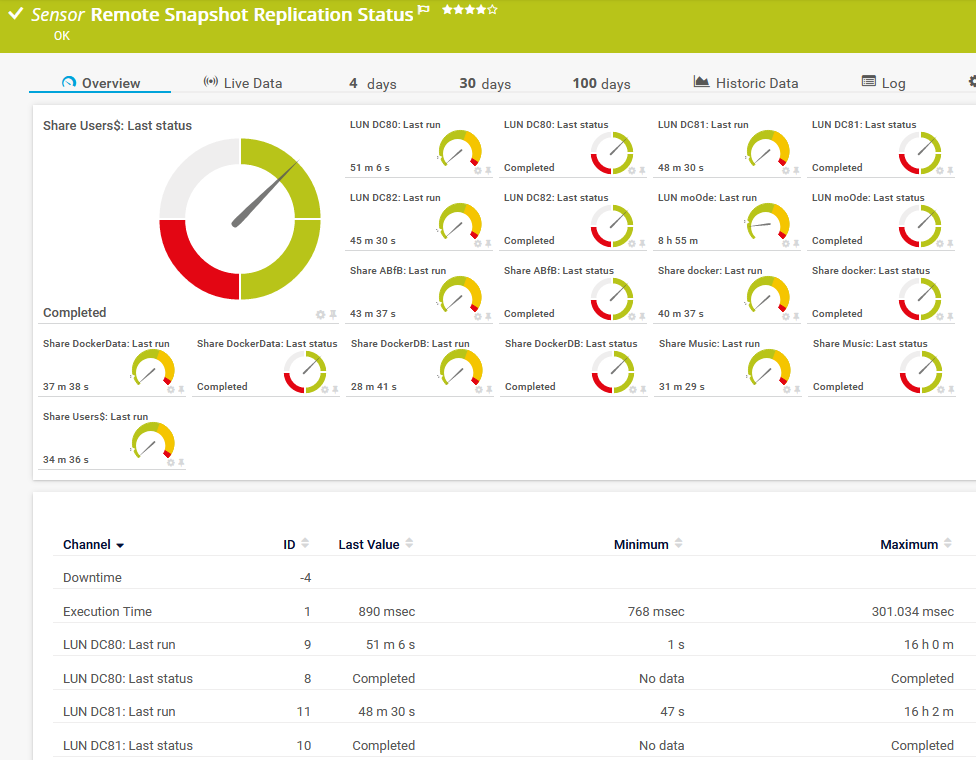 Sensor Remote Snapshot Replication Status
OK
Overview
Live Data
4 days
30 days
100 days
Historic Data
Log
Share Users$: Last status
Completed
LUN DC80: Last run
51 m 6 s
LUN DC80: Last status
Completed
LUN DC81: Last run
48 m 30 s
LUN DC81: Last status
Completed
LUN DC82: Last run
45 m 30 s
LUN DC82: Last status
Completed
LUN moOde: Last run
8 h 55 m
LUN moOde: Last status
Completed
Share ABfB: Last run
43 m 37 s
Share ABfB: Last status
Completed
Share docker: Last run
40 m 37 s
Share docker: Last status
Completed
Share DockerData: Last run
37 m 38 s
Share DockerData: Last status
Completed
Share DockerDB: Last run
28 m 41 s
Share DockerDB: Last status
Completed
Share Music: Last run
31 m 29 s
Share Music: Last status
Completed
Share Users$: Last run
34 m 36 s
Channel ID Last Value Minimum Maximum
Downtime -4
Execution Time 1 890 msec 768 msec 301.034 msec
LUN DC80: Last run 9 51 m 6 s 1 s 16 h 0 m
LUN DC80: Last status 8 Completed No data Completed
LUN DC81: Last run 11 48 m 30 s 47 s 16 h 2 m
LUN DC81: Last status 10 Completed No data Completed